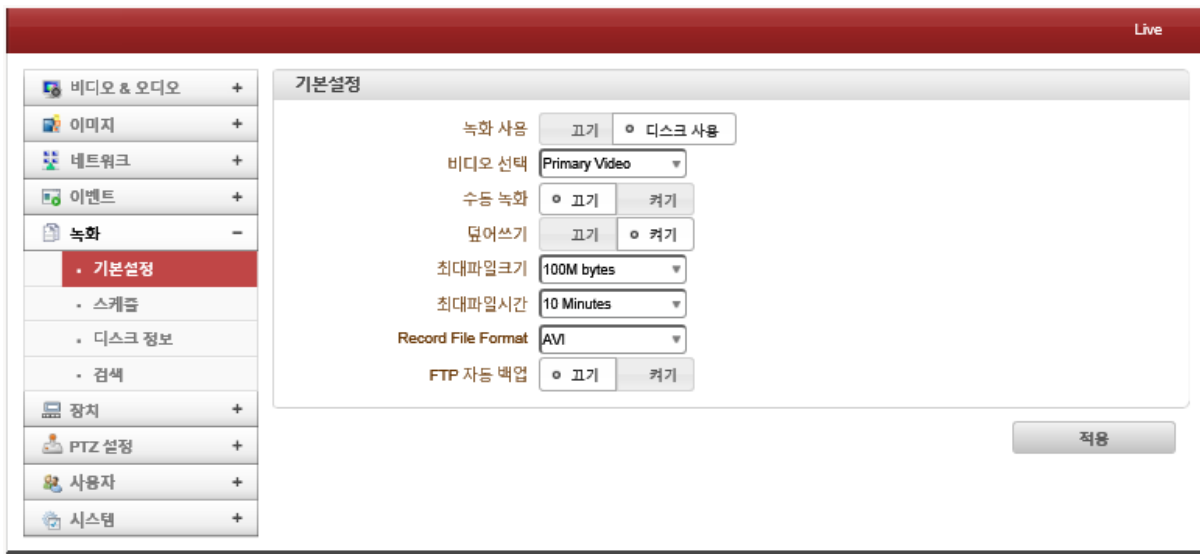 Live
비디오 & 오디오 +
이미지 +
네트워크 +
이벤트 +
녹화 -
기본설정
스케줄
디스크 정보
검색
장치 +
PTZ 설정 +
사용자 +
시스템 +
기본설정
녹화 사용 끄기 디스크 사용
비디오 선택 Primary Video
수동 녹화 끄기 켜기
덮어쓰기 끄기 켜기
최대파일크기 100M bytes
최대파일시간 10 Minutes
Record File Format AVI
FTP 자동 백업 끄기 켜기
적용